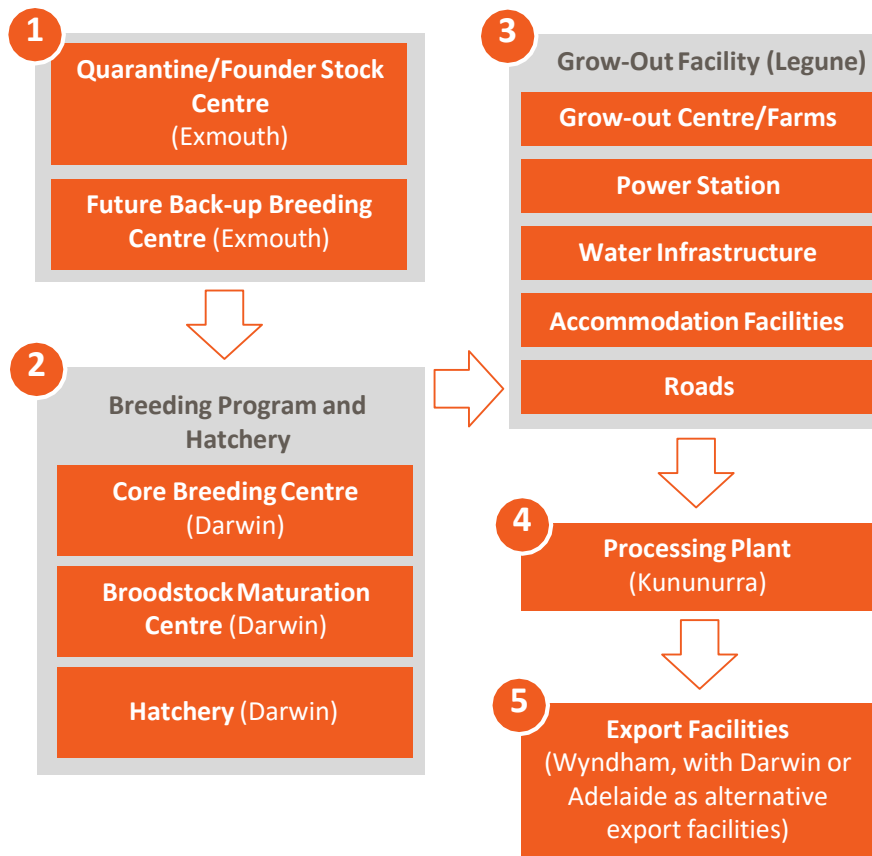 1
Quarantine/Founder Stock
Centre
(Exmouth)
Future Back-up Breeding
Centre (Exmouth)
2
Breeding Program and
Hatchery
Core Breeding Centre
(Darwin)
Broodstock Maturation
Centre (Darwin)
Hatchery (Darwin)
3
Grow-Out Facility (Legune)
Grow-out Centre/Farms
Power Station
Water Infrastructure
Accommodation Facilities
Roads
4
Processing Plant
(Kununurra)
5
Export Facilities
(Wyndham, with Darwin or
Adelaide as alternative
export facilities)